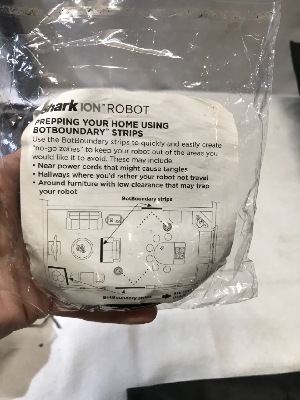 Shark ION™ ROBOT
PREPPING YOUR HOME USING
BOTBOUNDARY™ STRIPS
Use the BotBoundary strips to quickly and easily create
"no-go zones" to keep your robot out of the areas you
would like it to avoid. These may include
• Near power cords that might cause tangles
• Hallways where you'd rather your robot not travel
• Around furniture with low clearance that may trap
your robot
BotBoundary strips
BotBoundary strips